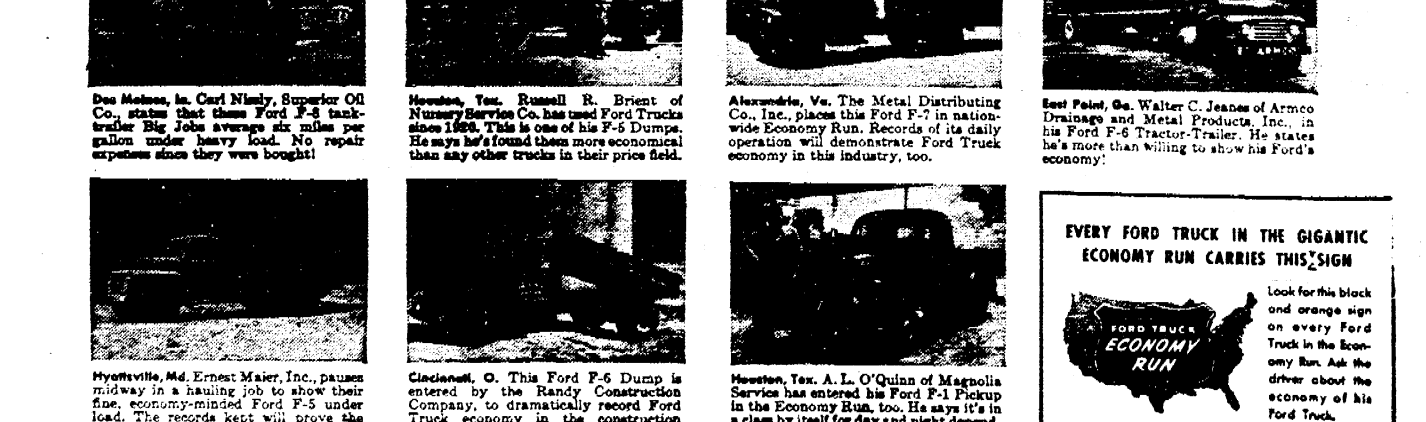 Des Moines, Ia. Carl Nissly, Superior Oil
Co., states that these Ford F-8 tank-
trailer Big Jobs average six miles per
gallon under heavy load. No repair
expenses since they were bought!
Houston, Tex. Russell R. Brient of
Nursery Service Co. has used Ford Trucks
since 1926. This is one of his F-5 Dumps.
He says he's found them more economical
than any other trucks in their price field.
Alexandria, Va. The Metal Distributing
Co., Inc., places this Ford F-7 in nation-
wide Economy Run. Records of its daily
operation will demonstrate Ford Truck
economy in this industry, too.
ARMCO
East Point, Ga. Walter C. Jeanes of Armco
Drainage and Metal Products, Inc., in
his Ford F-6 Tractor-Trailer. He states
he's more than willing to show his Ford's
economy!
Hyattsville, Md. Ernest Maier, Inc., pauses
midway in a hauling job to show their
fine, economy-minded Ford F-5 under
load. The records kept will prove the
Cincinnati, O. This Ford F-6 Dump is
entered by the Randy Construction
Company, to dramatically record Ford
Truck economy in the construction
Houston, Tex. A. L. O'Quinn of Magnolia
Service has entered his Ford F-1 Pickup
in the Economy Run, too. He says it's in
a class by itself for day and night depend-
EVERY FORD TRUCK IN THE GIGANTIC
ECONOMY RUN CARRIES THIS SIGN
FORD TRUCK
ECONOMY
RUN
Look for this black
and orange sign
on every Ford
Truck in the Econ-
omy Run. Ask the
driver about the
economy of his
Ford Truck.